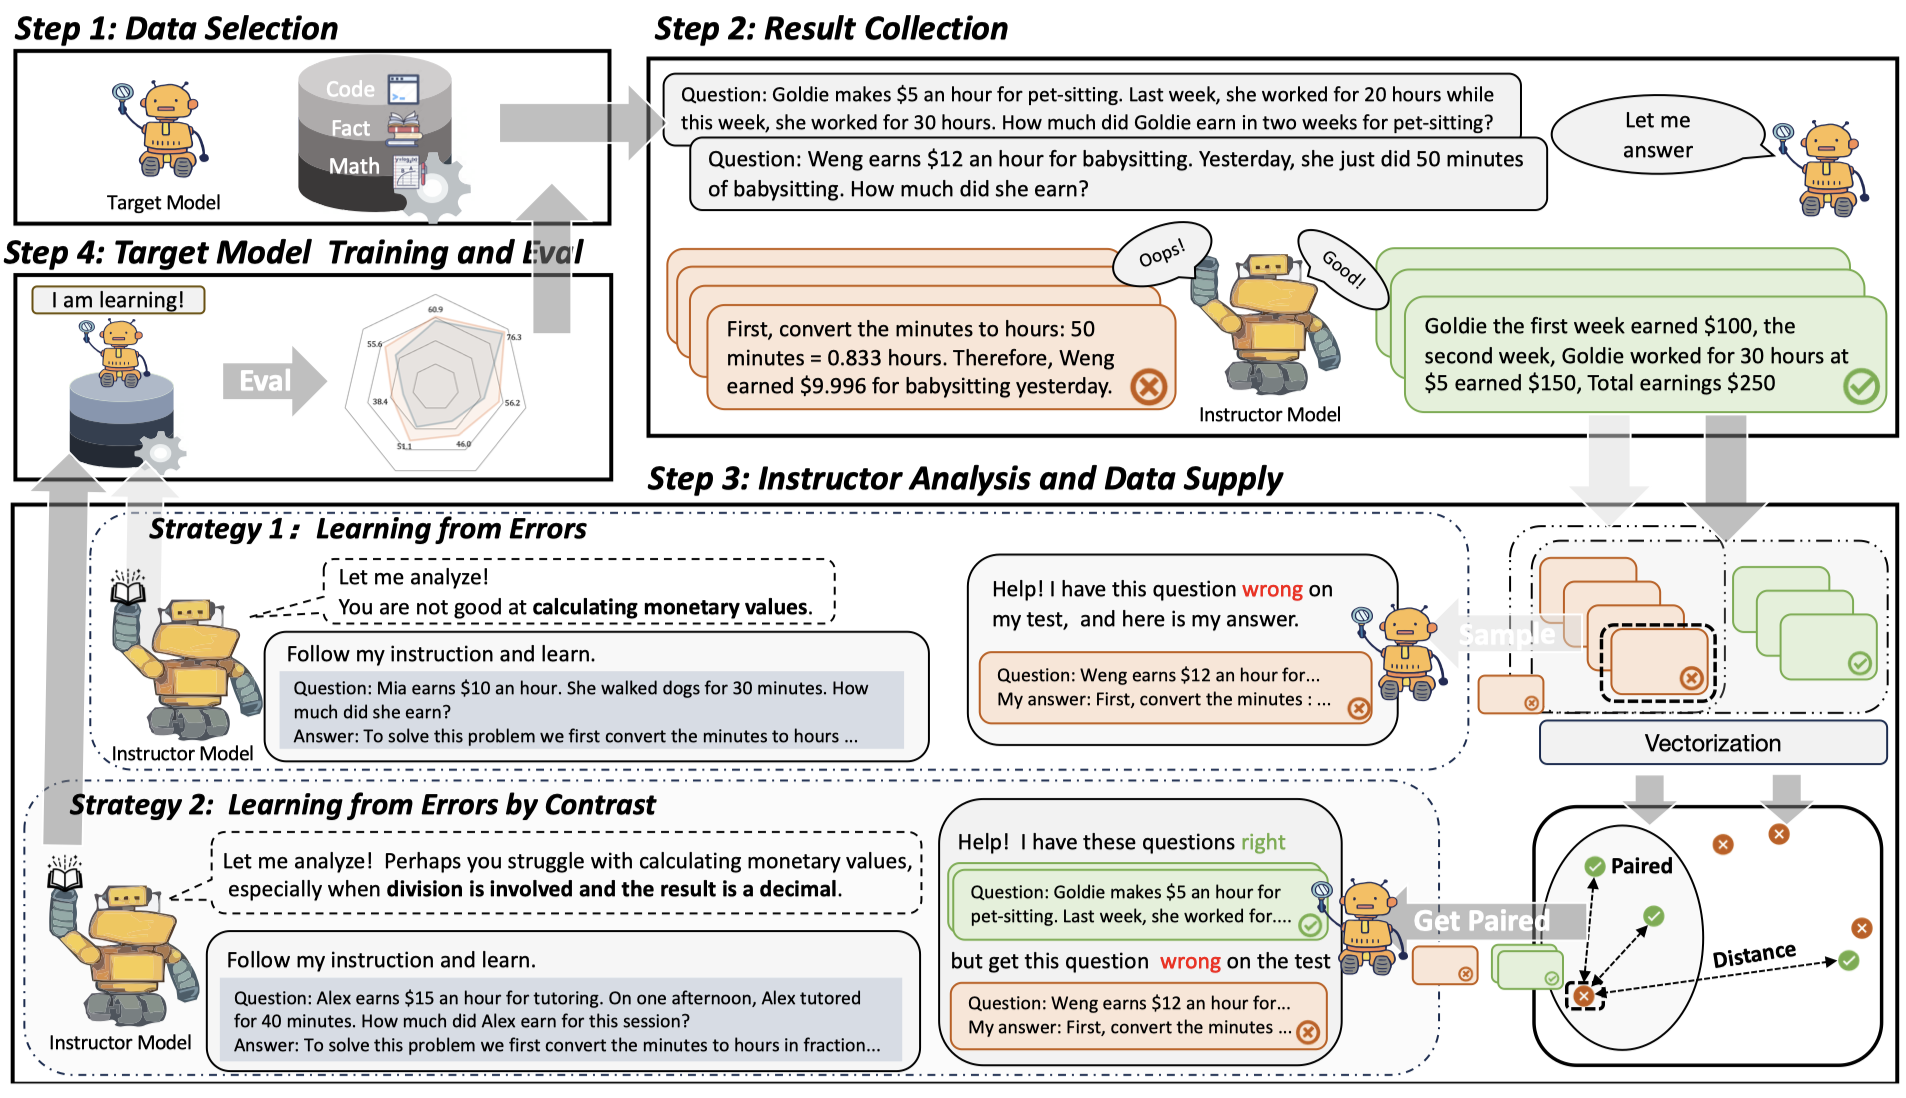 Step 1: Data Selection
Code
Fact
Math
Target Model
Step 2: Result Collection
Question: Goldie makes $5 an hour for pet-sitting. Last week, she worked for 20 hours while
this week, she worked for 30 hours. How much did Goldie earn in two weeks for pet-sitting?
Question: Weng earns $12 an hour for babysitting. Yesterday, she just did 50 minutes
of babysitting. How much did she earn?
Let me
answer
Oops!
Good!
First, convert the minutes to hours: 50
minutes = 0.833 hours. Therefore, Weng
earned $9.996 for babysitting yesterday.
Instructor Model
Goldie the first week earned $100, the
second week, Goldie worked for 30 hours at
$5 earned $150, Total earnings $250
Step 4: Target Model Training and Eval
I am learning!
Eval
60.9
76.3
56.2
46.0
51.1
38.4
55.6
Step 3: Instructor Analysis and Data Supply
Strategy 1: Learning from Errors
Let me analyze!
You are not good at calculating monetary values.
Follow my instruction and learn.
Question: Mia earns $10 an hour. She walked dogs for 30 minutes. How
much did she earn?
Answer: To solve this problem we first convert the minutes to hours ...
Instructor Model
Help! I have this question wrong on
my test, and here is my answer.
Question: Weng earns $12 an hour for...
My answer: First, convert the minutes : ...
Sample
Vectorization
Strategy 2: Learning from Errors by Contrast
Let me analyze! Perhaps you struggle with calculating monetary values,
especially when division is involved and the result is a decimal.
Follow my instruction and learn.
Question: Alex earns $15 an hour for tutoring. On one afternoon, Alex tutored
for 40 minutes. How much did Alex earn for this session?
Answer: To solve this problem we first convert the minutes to hours in fraction...
Instructor Model
Help! I have these questions right
Question: Goldie makes $5 an hour for
pet-sitting. Last week, she worked for....
but get this question wrong on the test
Question: Weng earns $12 an hour for...
My answer: First, convert the minutes ...
Get Paired
Paired
Distance